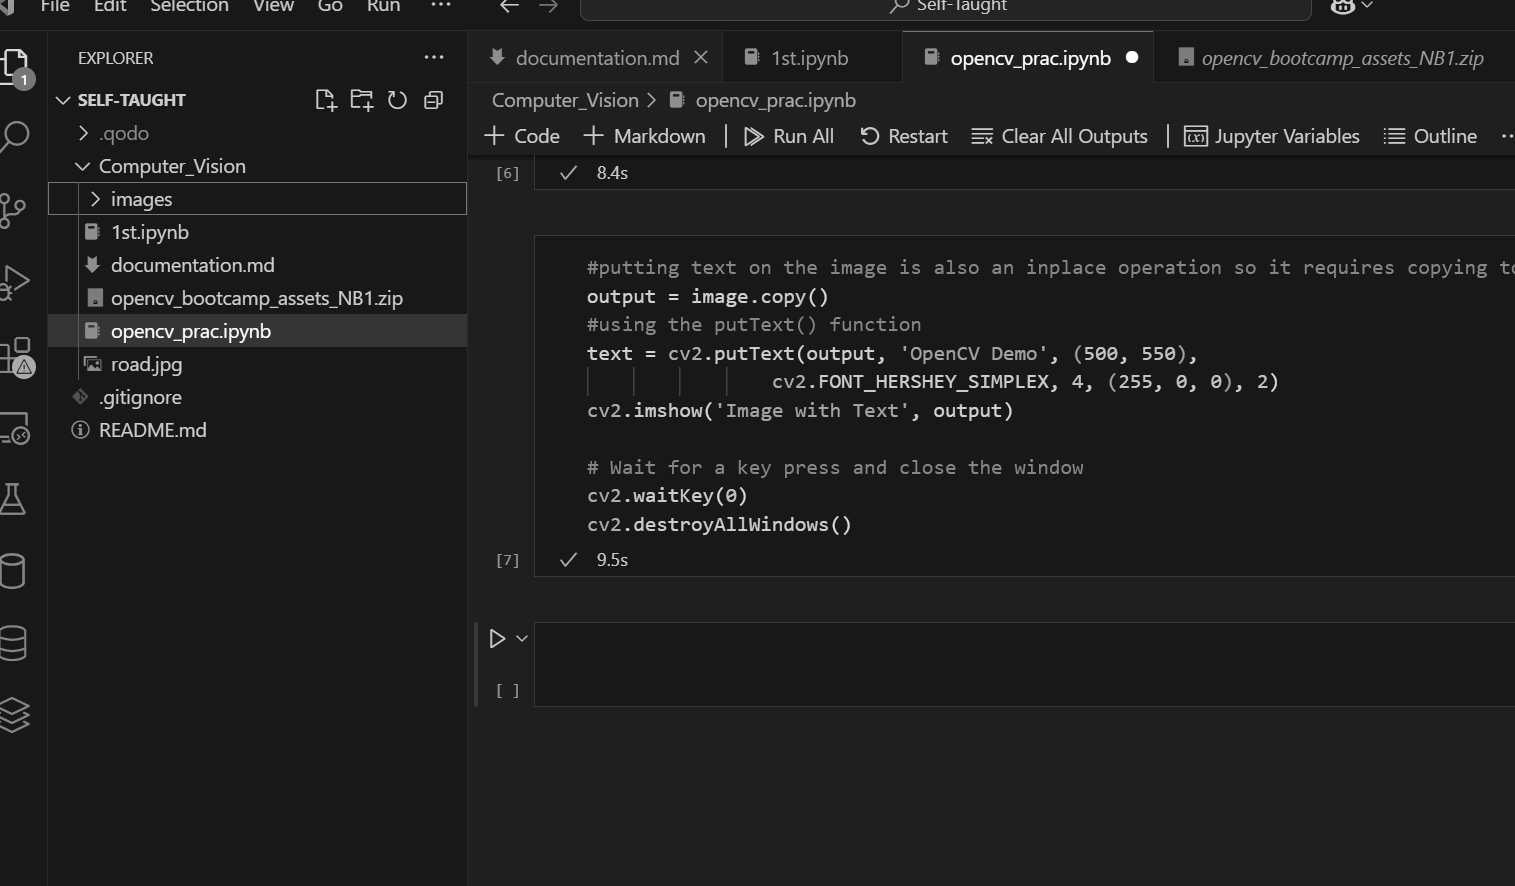 File Edit Selection View Go Run ···
Self-Taught
EXPLORER
documentation.md
1st.ipynb
opencv_prac.ipynb
opencv_bootcamp_assets_NB1.zip
1
SELF-TAUGHT
Computer_Vision > opencv_prac.ipynb
Code Markdown Run All Restart Clear All Outputs Jupyter Variables Outline
.qodo
Computer_Vision
images
1st.ipynb
documentation.md
opencv_bootcamp_assets_NB1.zip
opencv_prac.ipynb
road.jpg
.gitignore
README.md
[6] 8.4s
#putting text on the image is also an inplace operation so it requires copying
output = image.copy()
#using the putText() function
text = cv2.putText(output, 'OpenCV Demo', (500, 550),
cv2.FONT_HERSHEY_SIMPLEX, 4, (255, 0, 0), 2)
cv2.imshow('Image with Text', output)
# Wait for a key press and close the window
cv2.waitKey(0)
cv2.destroyAllWindows()
[7] 9.5s
[ ]